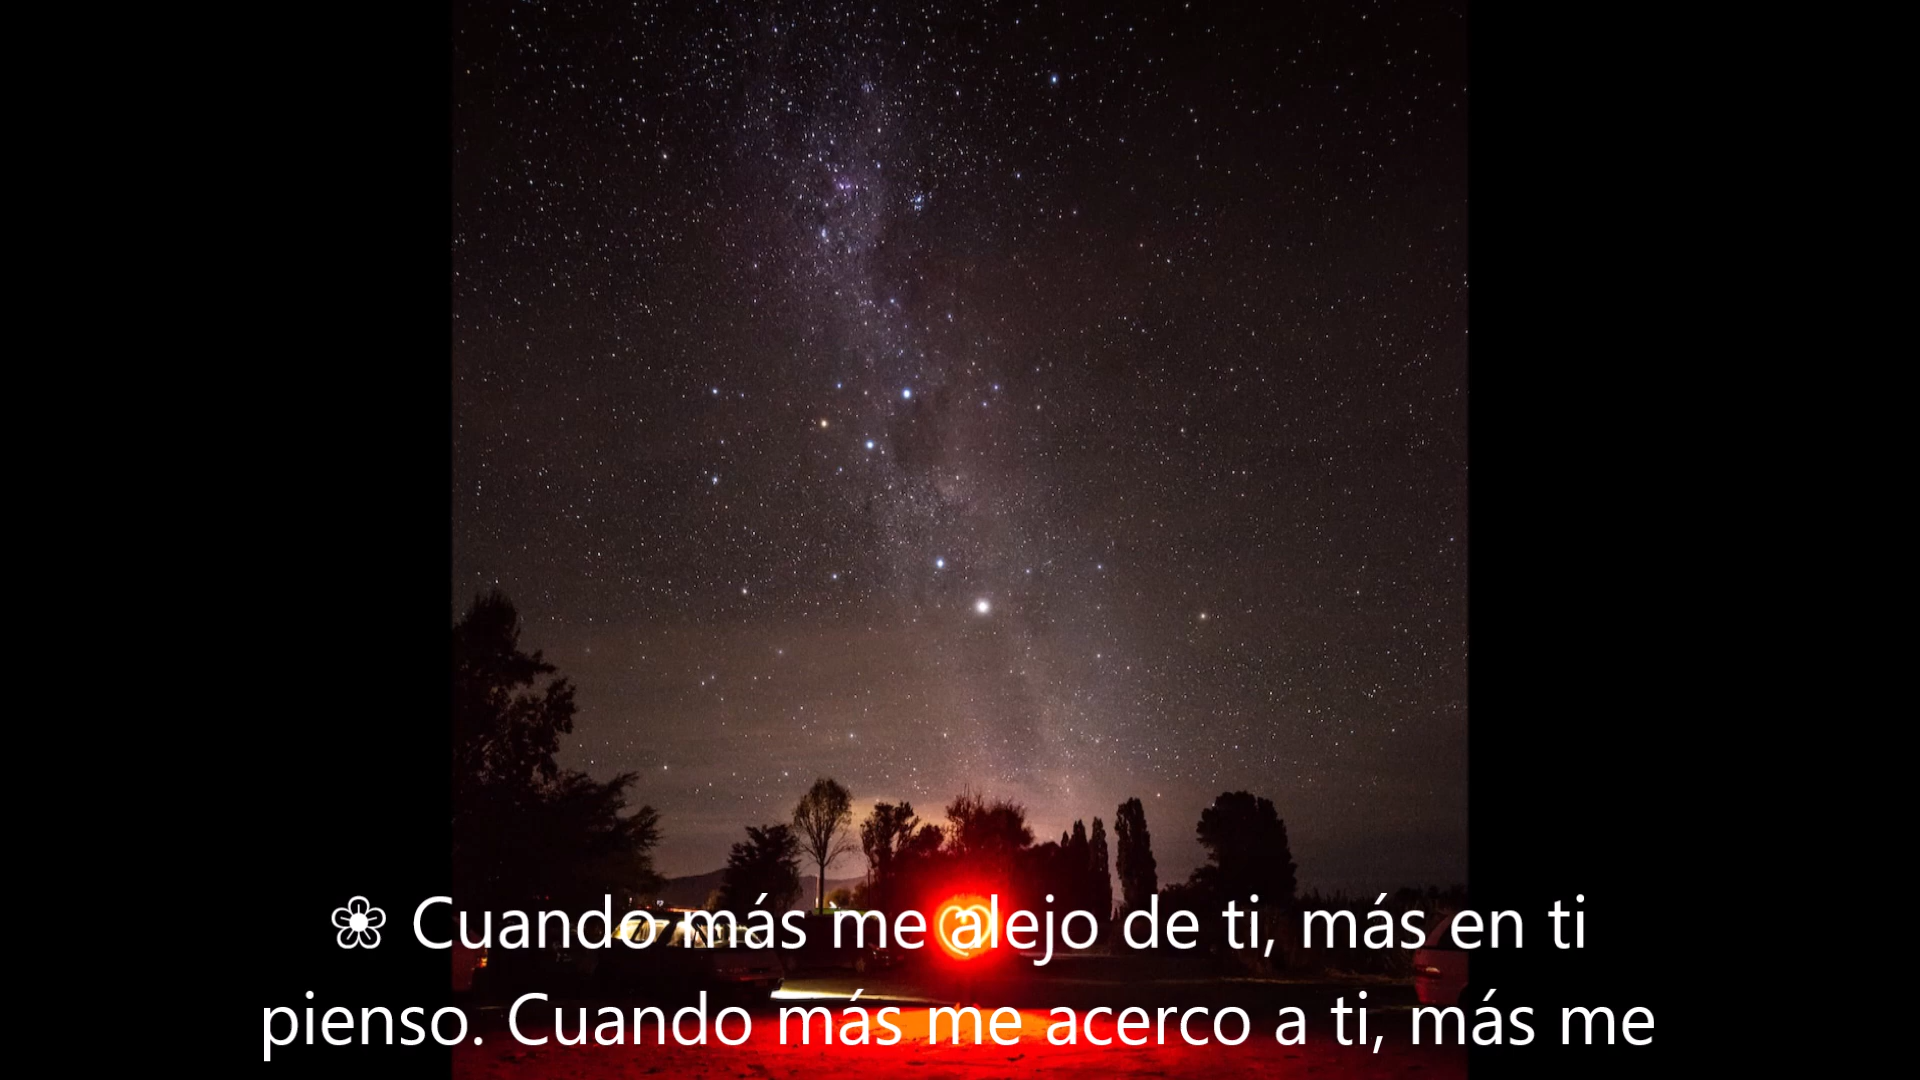 ❀ Cuando más me alejo de ti, más en ti
pienso. Cuando más me acerco a ti, más me